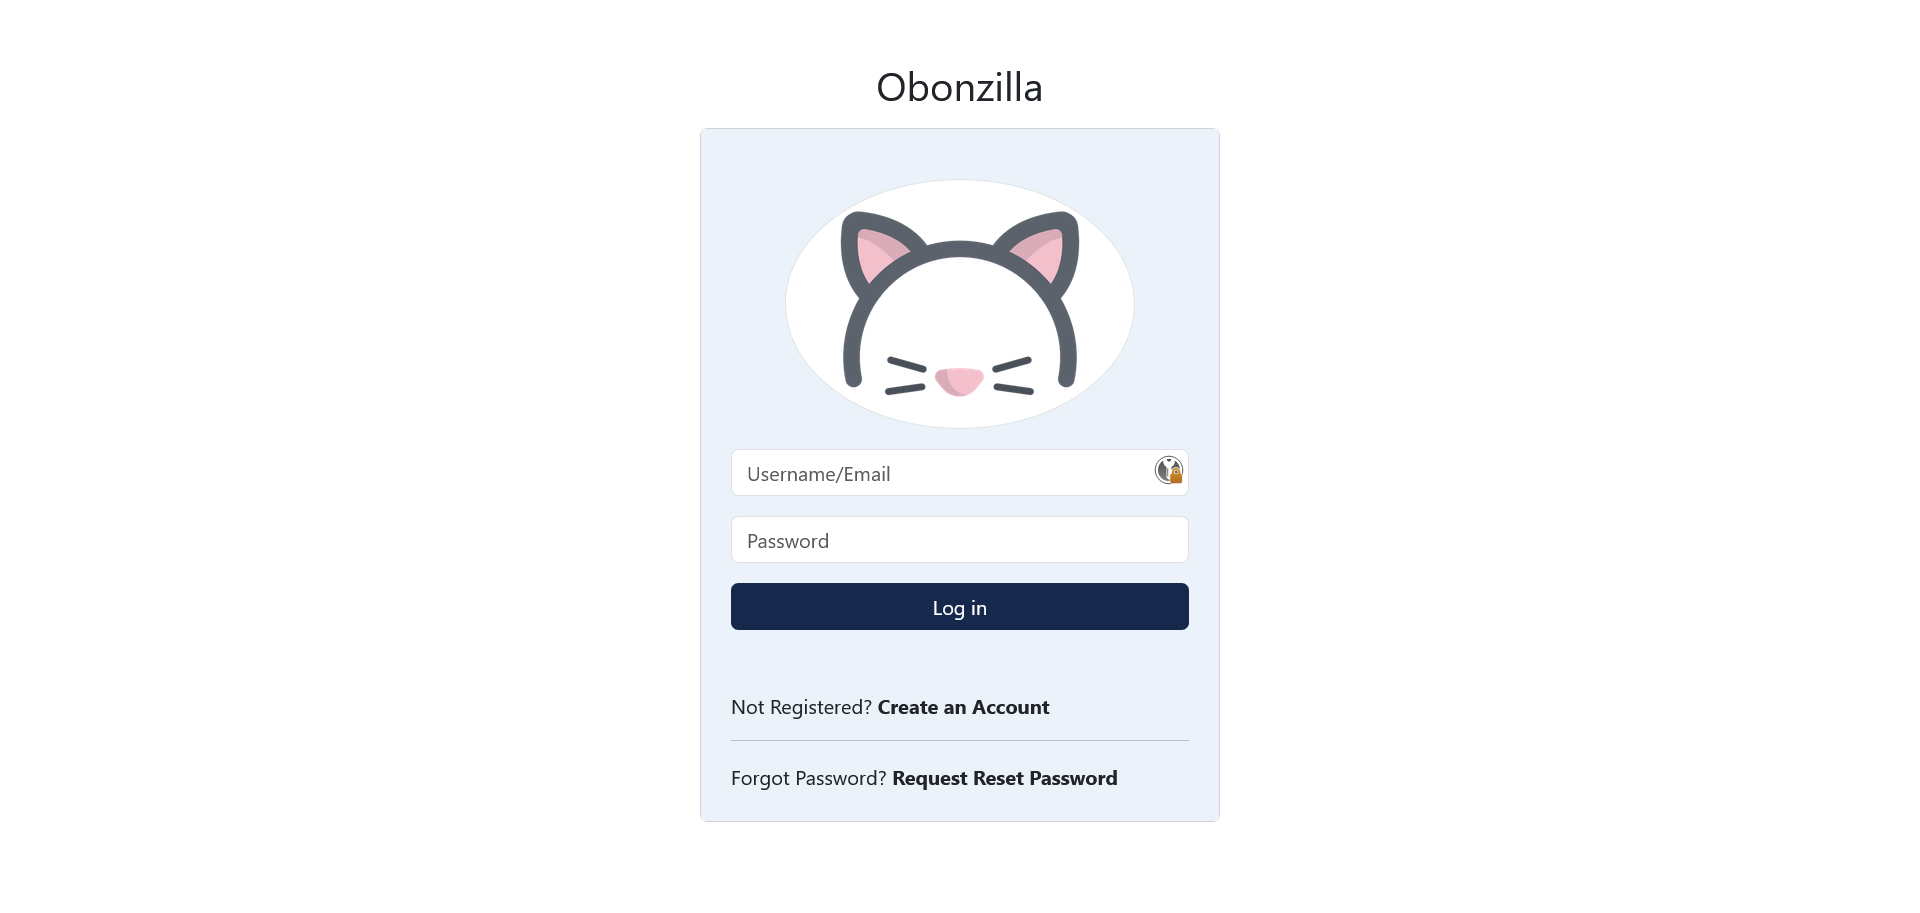 Obonzilla
Username/Email
Password
Log in
Not Registered? Create an Account
Forgot Password? Request Reset Password